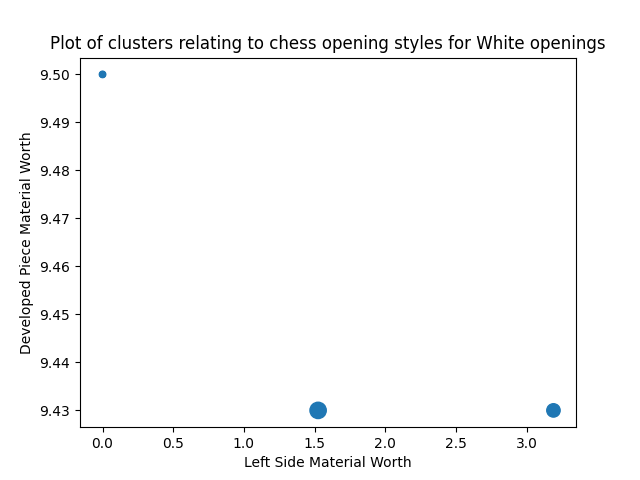 Plot of clusters relating to chess opening styles for White openings
9.50
9.49
9.48
9.47
9.46
9.45
9.44
9.43
Developed Piece Material Worth
0.0 0.5 1.0 1.5 2.0 2.5 3.0
Left Side Material Worth